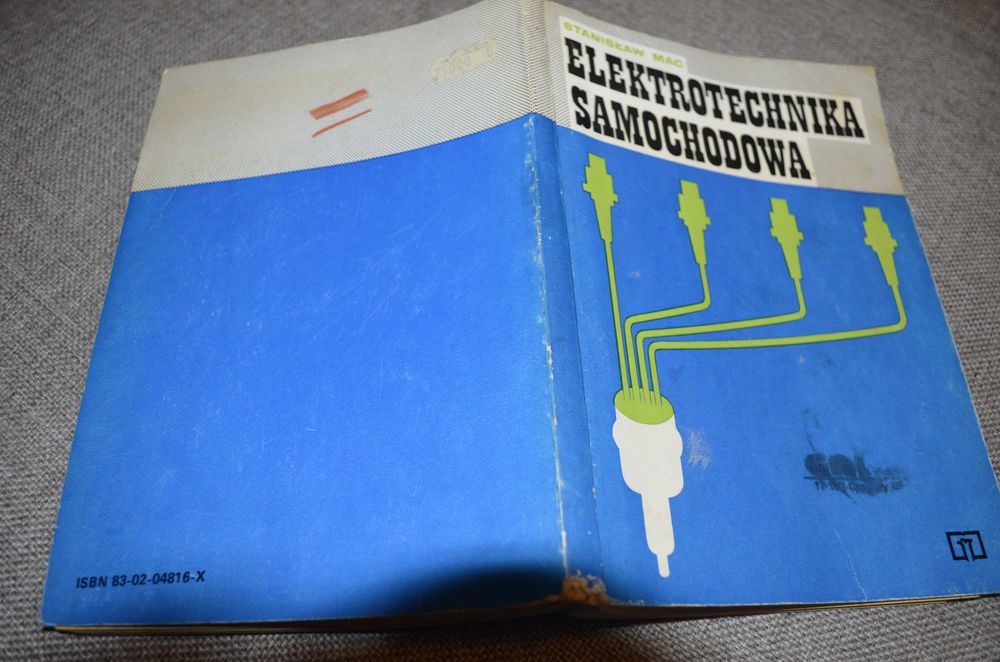 STANISŁAW MAC
ELEKTROTECHNIKA
SAMOCHODOWA
ISBN 83-02-04816-X